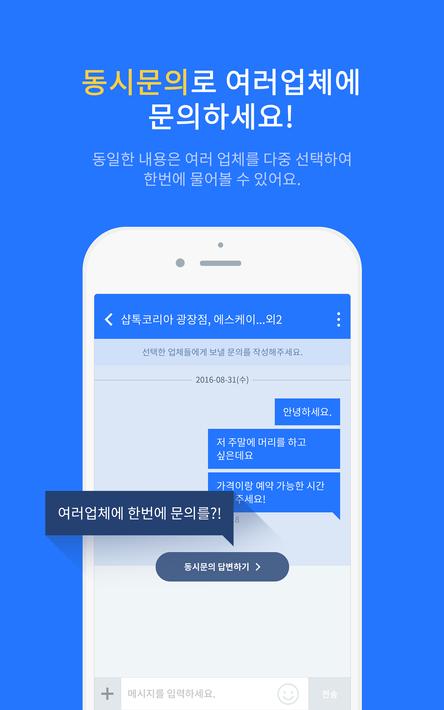 동시문의로 여러업체에
문의하세요!
동일한 내용은 여러 업체를 다중 선택하여
한번에 물어볼 수 있어요.
샵톡코리아 광장점, 에스케이...외2
선택한 업체들에게 보낼 문의를 작성해주세요.
2016-08-31(수)
안녕하세요.
저 주말에 머리를 하고
싶은데요
가격이랑 예약 가능한 시간
주세요!
여러업체에 한번에 문의를?!
동시문의 답변하기
메시지를 입력하세요.
전송